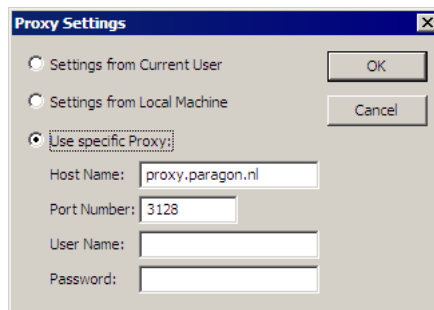 Proxy Settings
Settings from Current User
OK
Settings from Local Machine
Cancel
Use specific Proxy:
Host Name: proxy.paragon.nl
Port Number: 3128
User Name:
Password: